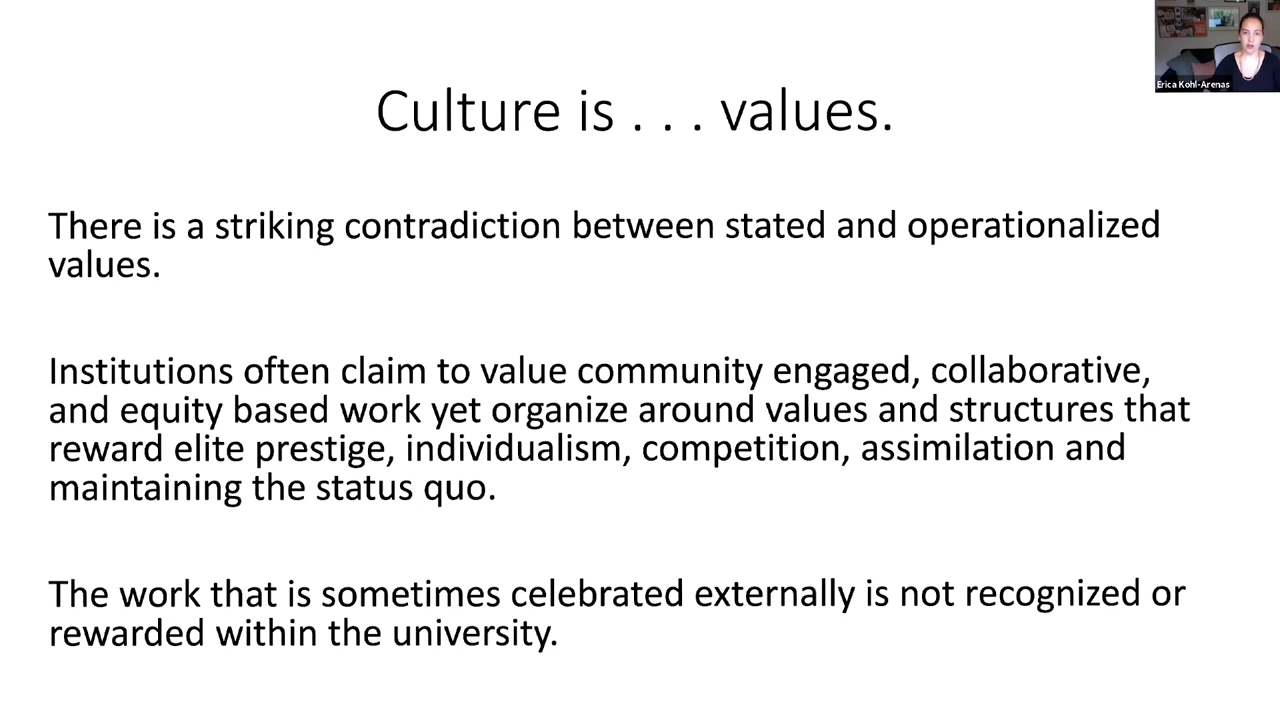 Erica Kohl-Arenas
Culture is . . . values.
There is a striking contradiction between stated and operationalized
values.
Institutions often claim to value community engaged, collaborative,
and equity based work yet organize around values and structures that
reward elite prestige, individualism, competition, assimilation and
maintaining the status quo.
The work that is sometimes celebrated externally is not recognized or
rewarded within the university.